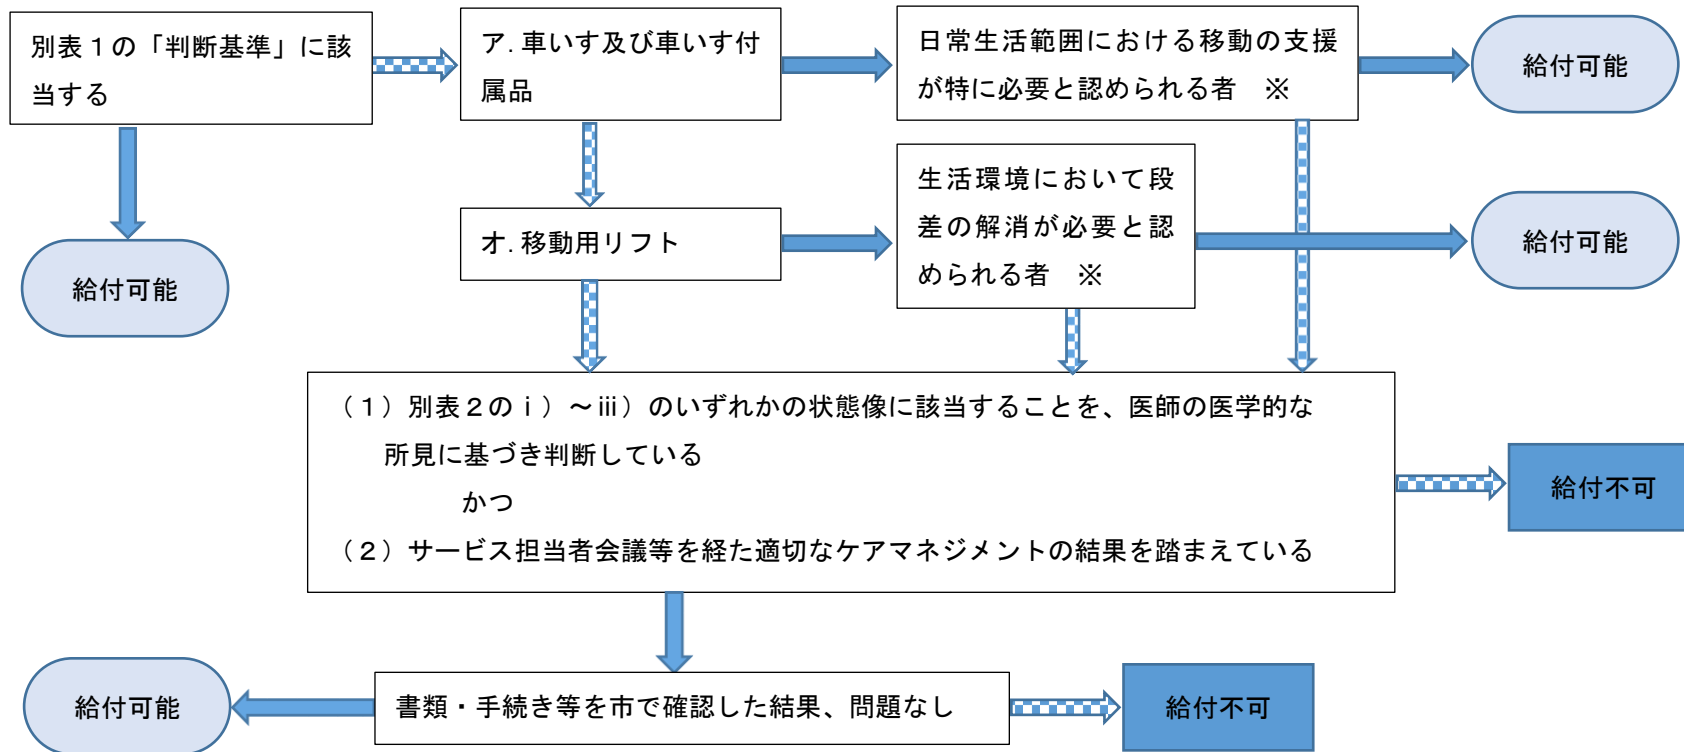 別表１の「判断基準」に該
当する
ア.車いす及び車いす付
属品
日常生活範囲における移動の支援
が特に必要と認められる者　※
給付可能
生活環境において段
差の解消が必要と認
められる者　※
オ.移動用リフト
給付可能
給付可能
（１）別表２のⅰ）～ⅲ）のいずれかの状態像に該当することを、医師の医学的な
所見に基づき判断している
かつ
（２）サービス担当者会議等を経た適切なケアマネジメントの結果を踏まえている
給付不可
書類・手続き等を市で確認した結果、問題なし
給付可能
給付不可